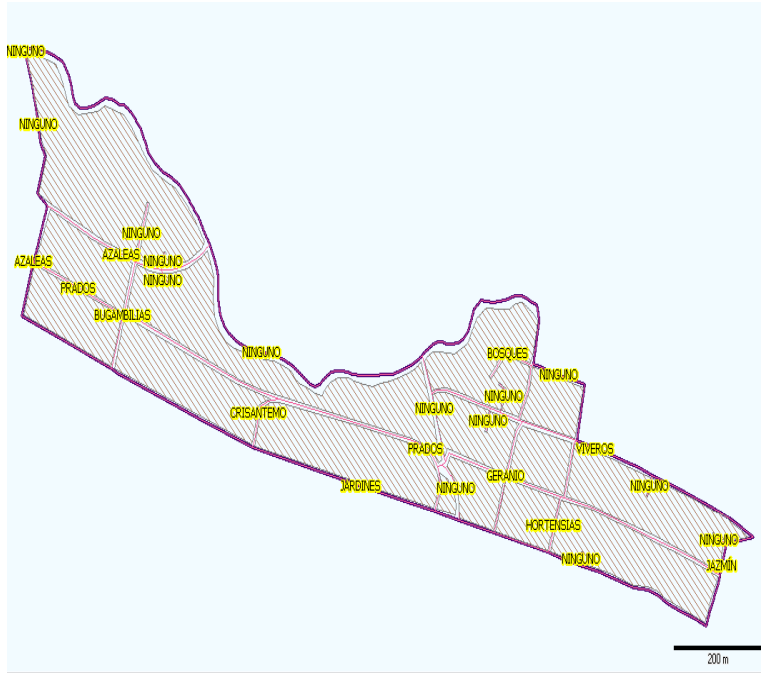 NINGUNO
NINGUNO
NINGUNO
AZALEAS
AZALEAS
NINGUNO
NINGUNO
PRADOS
BUGAMBILIAS
NINGUNO
BOSQUES
NINGUNO
NINGUNO
NINGUNO
CRISANTEMO
NINGUNO
PRADOS
VIVEROS
GERANIO
JARDINES
NINGUNO
NINGUNO
HORTENSIAS
NINGUNO
NINGUNO
JAZMÍN
200 m